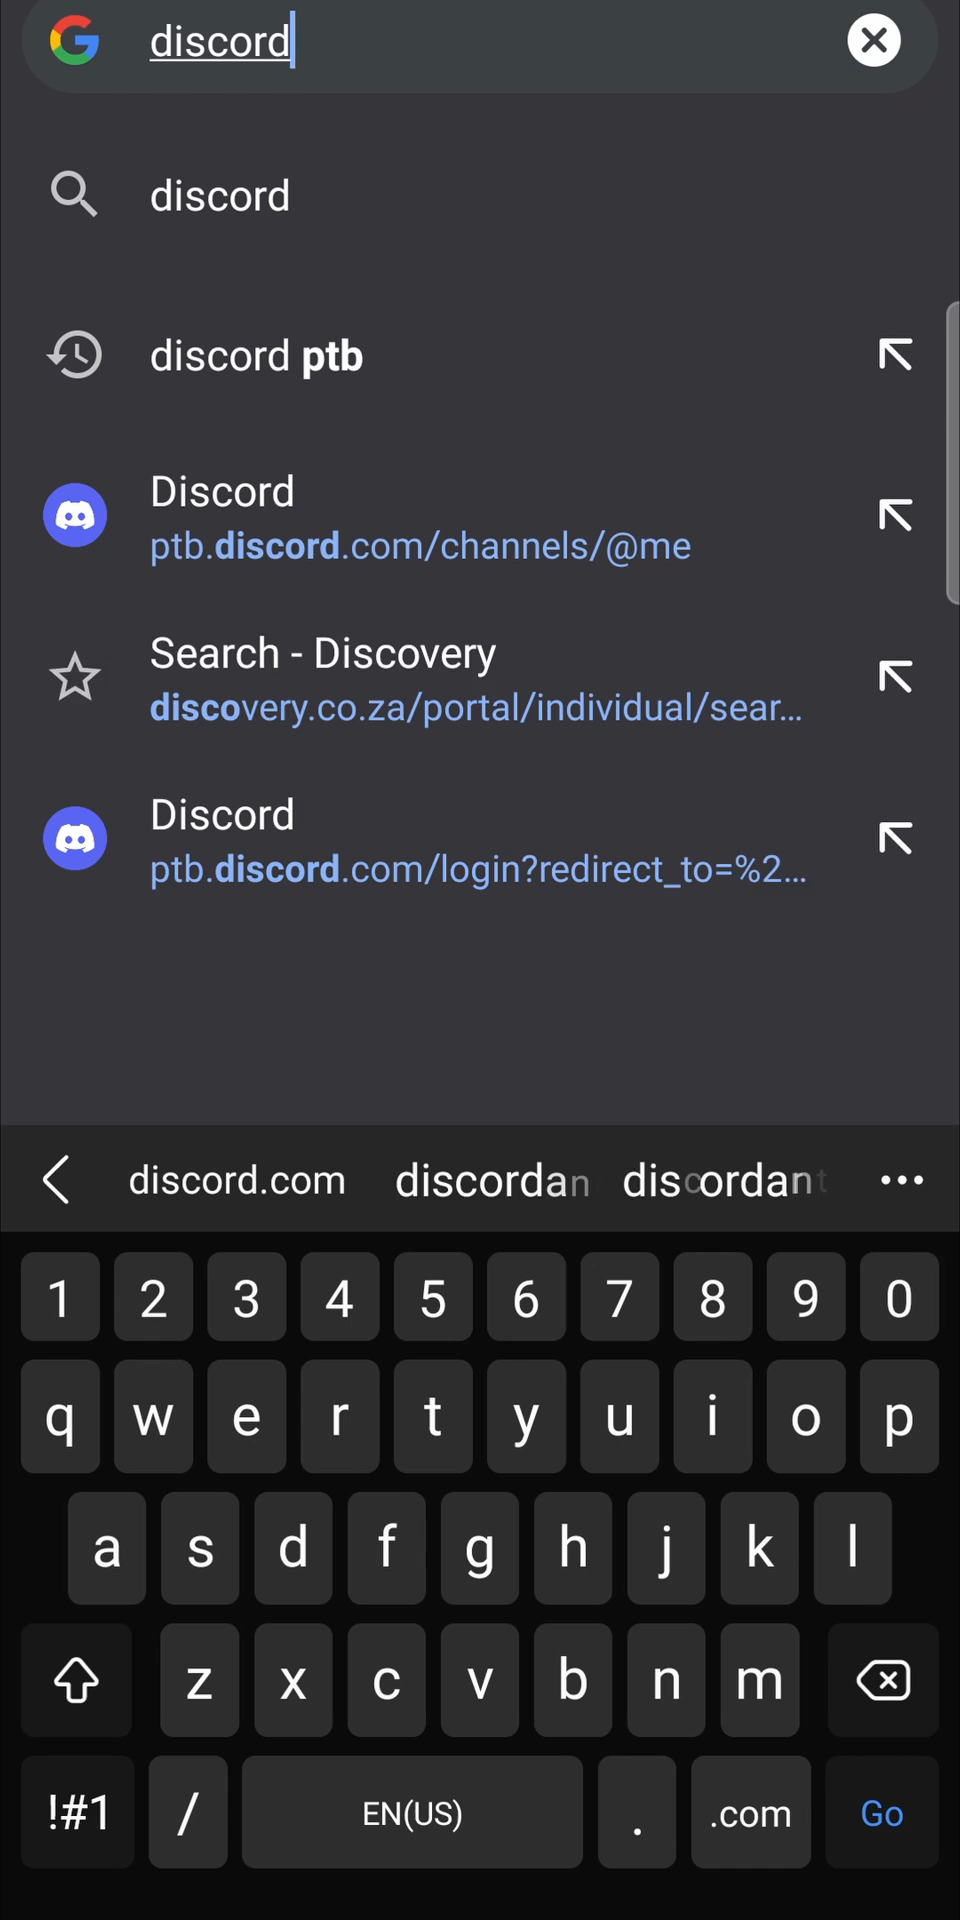 discord
discord
discord ptb
Discord
ptb.discord.com/channels/@me
Search - Discovery
discovery.co.za/portal/individual/sear...
Discord
ptb.discord.com/login?redirect_to=%2...
discord.com discordan discordant
1 2 3 4 5 6 7 8 9 0
q w e r t y u i o p
a s d f g h j k l
z x c v b n m
!#1 / EN(US) . .com Go